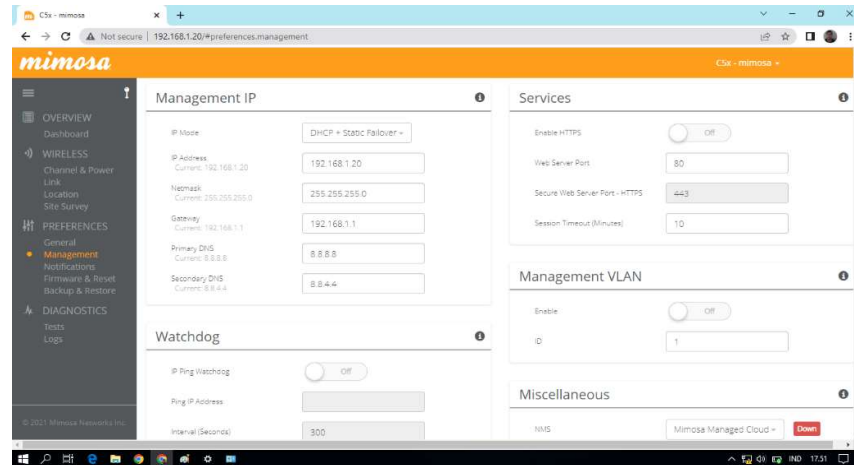 C5x - mimosa
Not secure | 192.168.1.20/#preferences.management
mimosa
C5x - mimosa
OVERVIEW
Dashboard
WIRELESS
Channel & Power
Link
Location
Site Survey
PREFERENCES
General
Management
Notifications
Firmware & Reset
Backup & Restore
DIAGNOSTICS
Tests
Logs
© 2021 Mimosa Networks Inc.
Management IP
IP Mode
DHCP + Static Failover
IP Address
Current: 192.168.1.20
192.168.1.20
Netmask
Current: 255.255.255.0
255.255.255.0
Gateway
Current: 192.168.1.1
192.168.1.1
Primary DNS
Current: 8.8.8.8
8.8.8.8
Secondary DNS
Current: 8.8.4.4
8.8.4.4
Watchdog
IP Ping Watchdog
Off
Ping IP Address
Interval (Seconds)
300
Services
Enable HTTPS
Off
Web Server Port
80
Secure Web Server Port - HTTPS
443
Session Timeout (Minutes)
10
Management VLAN
Enable
Off
ID
1
Miscellaneous
NMS
Mimosa Managed Cloud
Down
IND
17.51